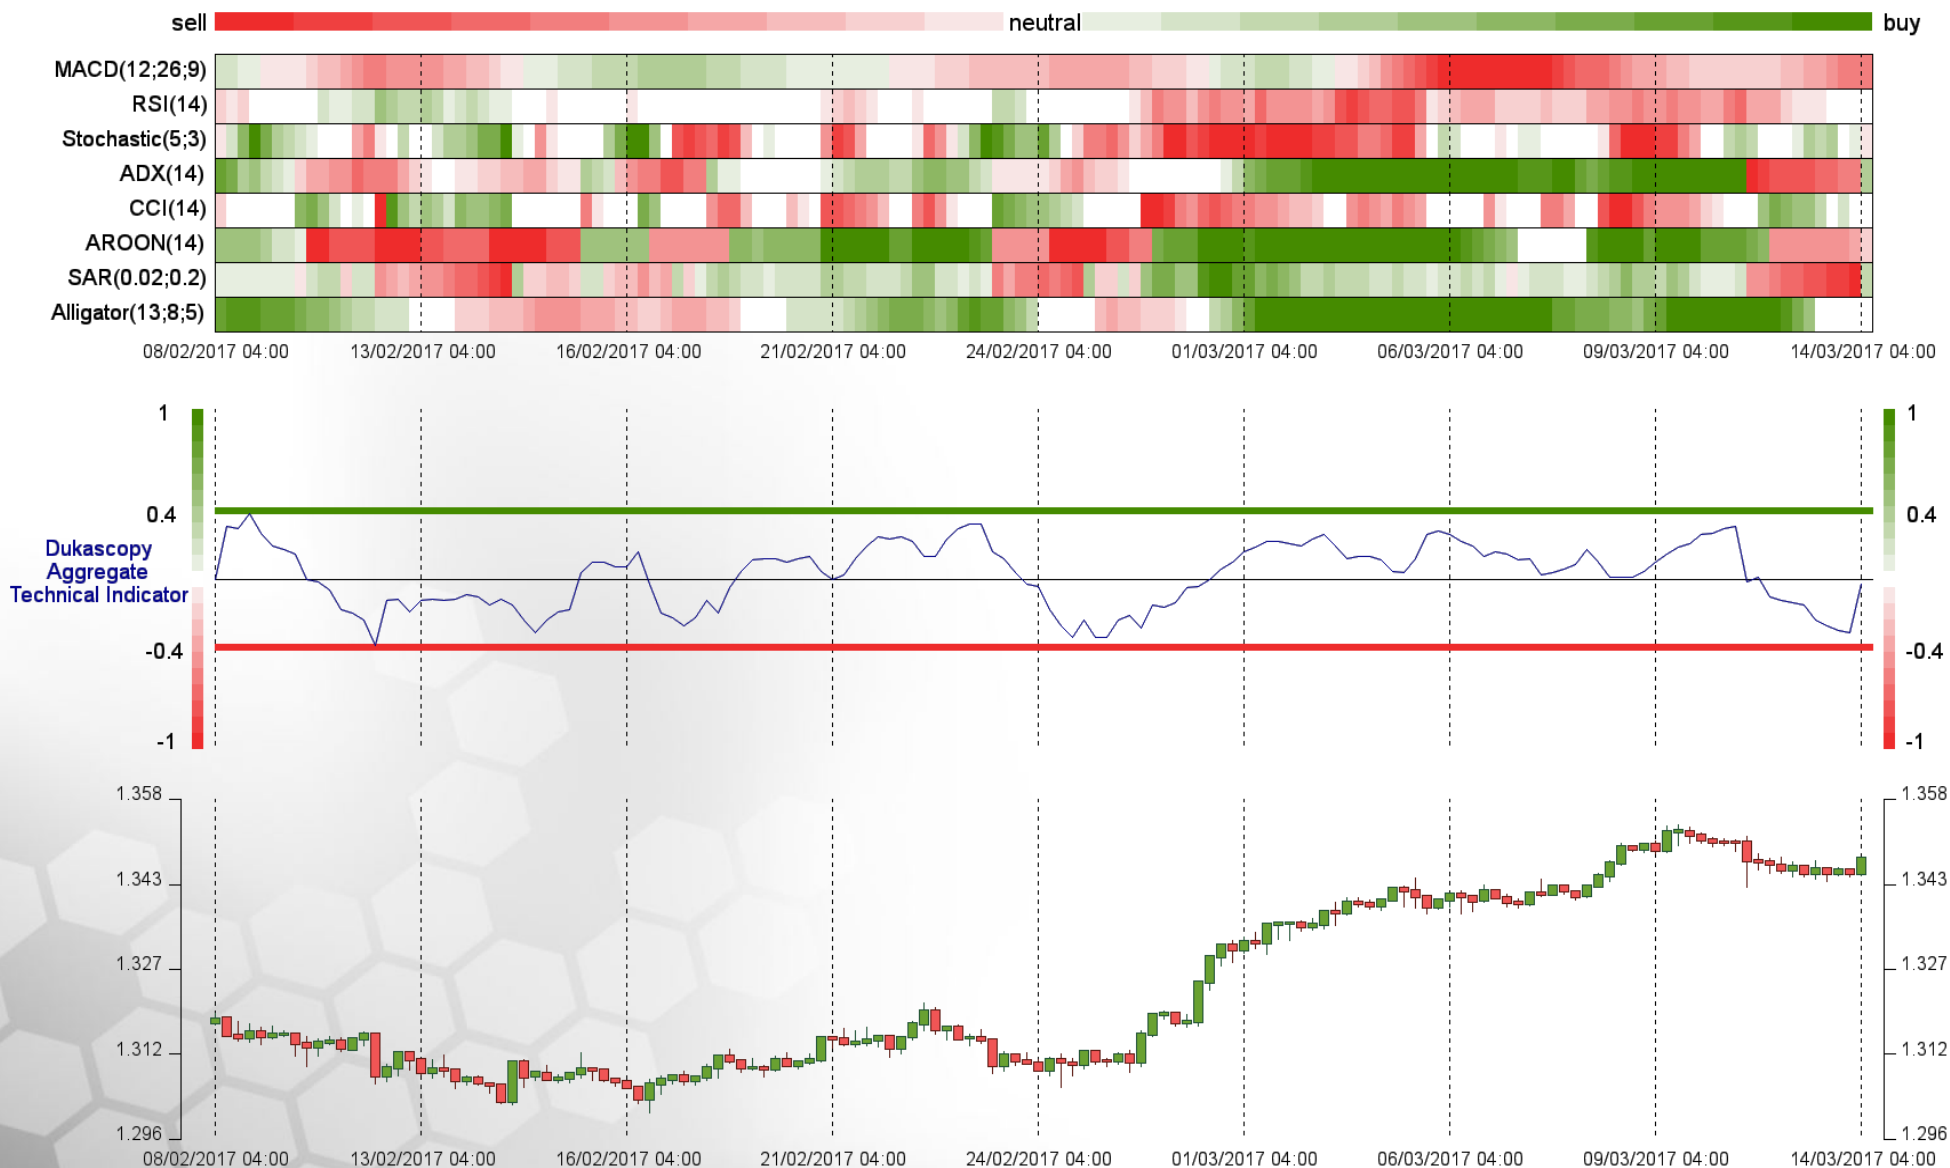 sell neutral buy
MACD(12;26;9)
RSI(14)
Stochastic(5;3)
ADX(14)
CCI(14)
AROON(14)
SAR(0.02;0.2)
Alligator(13;8;5)
08/02/2017 04:00 13/02/2017 04:00 16/02/2017 04:00 21/02/2017 04:00 24/02/2017 04:00 01/03/2017 04:00 06/03/2017 04:00 09/03/2017 04:00 14/03/2017 04:00
1 1
0.4 0.4
Dukascopy
Aggregate
Technical Indicator
-0.4 -0.4
-1 -1
1.358 1.358
1.343 1.343
1.327 1.327
1.312 1.312
1.296 1.296
08/02/2017 04:00 13/02/2017 04:00 16/02/2017 04:00 21/02/2017 04:00 24/02/2017 04:00 01/03/2017 04:00 06/03/2017 04:00 09/03/2017 04:00 14/03/2017 04:00